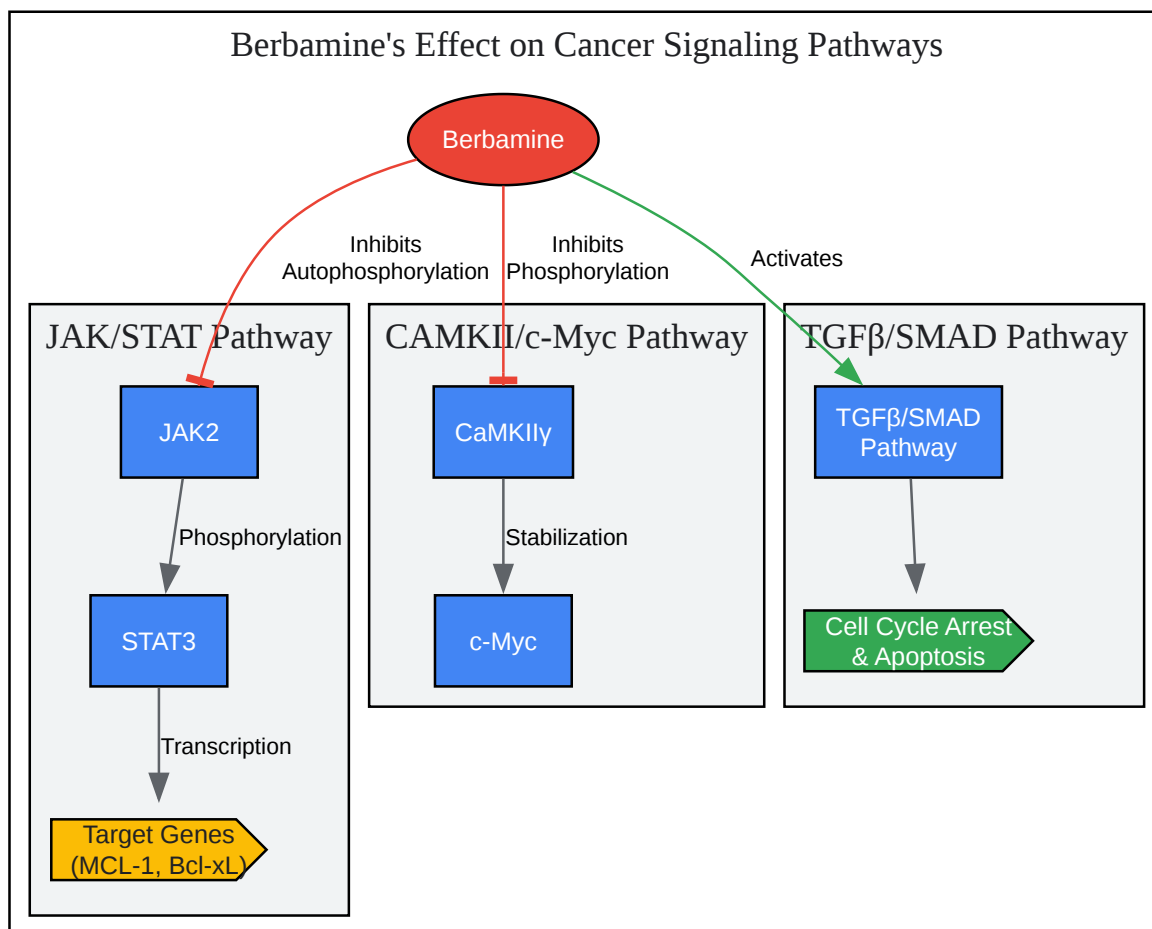 Berbamine's Effect on Cancer Signaling Pathways
Berbamine
Inhibits
Autophosphorylation
Inhibits
Phosphorylation
Activates
JAK/STAT Pathway
CAMKII/c-Myc Pathway
TGFβ/SMAD Pathway
JAK2
CaMKIIγ
TGFβ/SMAD
Pathway
Phosphorylation
Stabilization
STAT3
c-Myc
Cell Cycle Arrest
& Apoptosis
Transcription
Target Genes
(MCL-1, Bcl-xL)